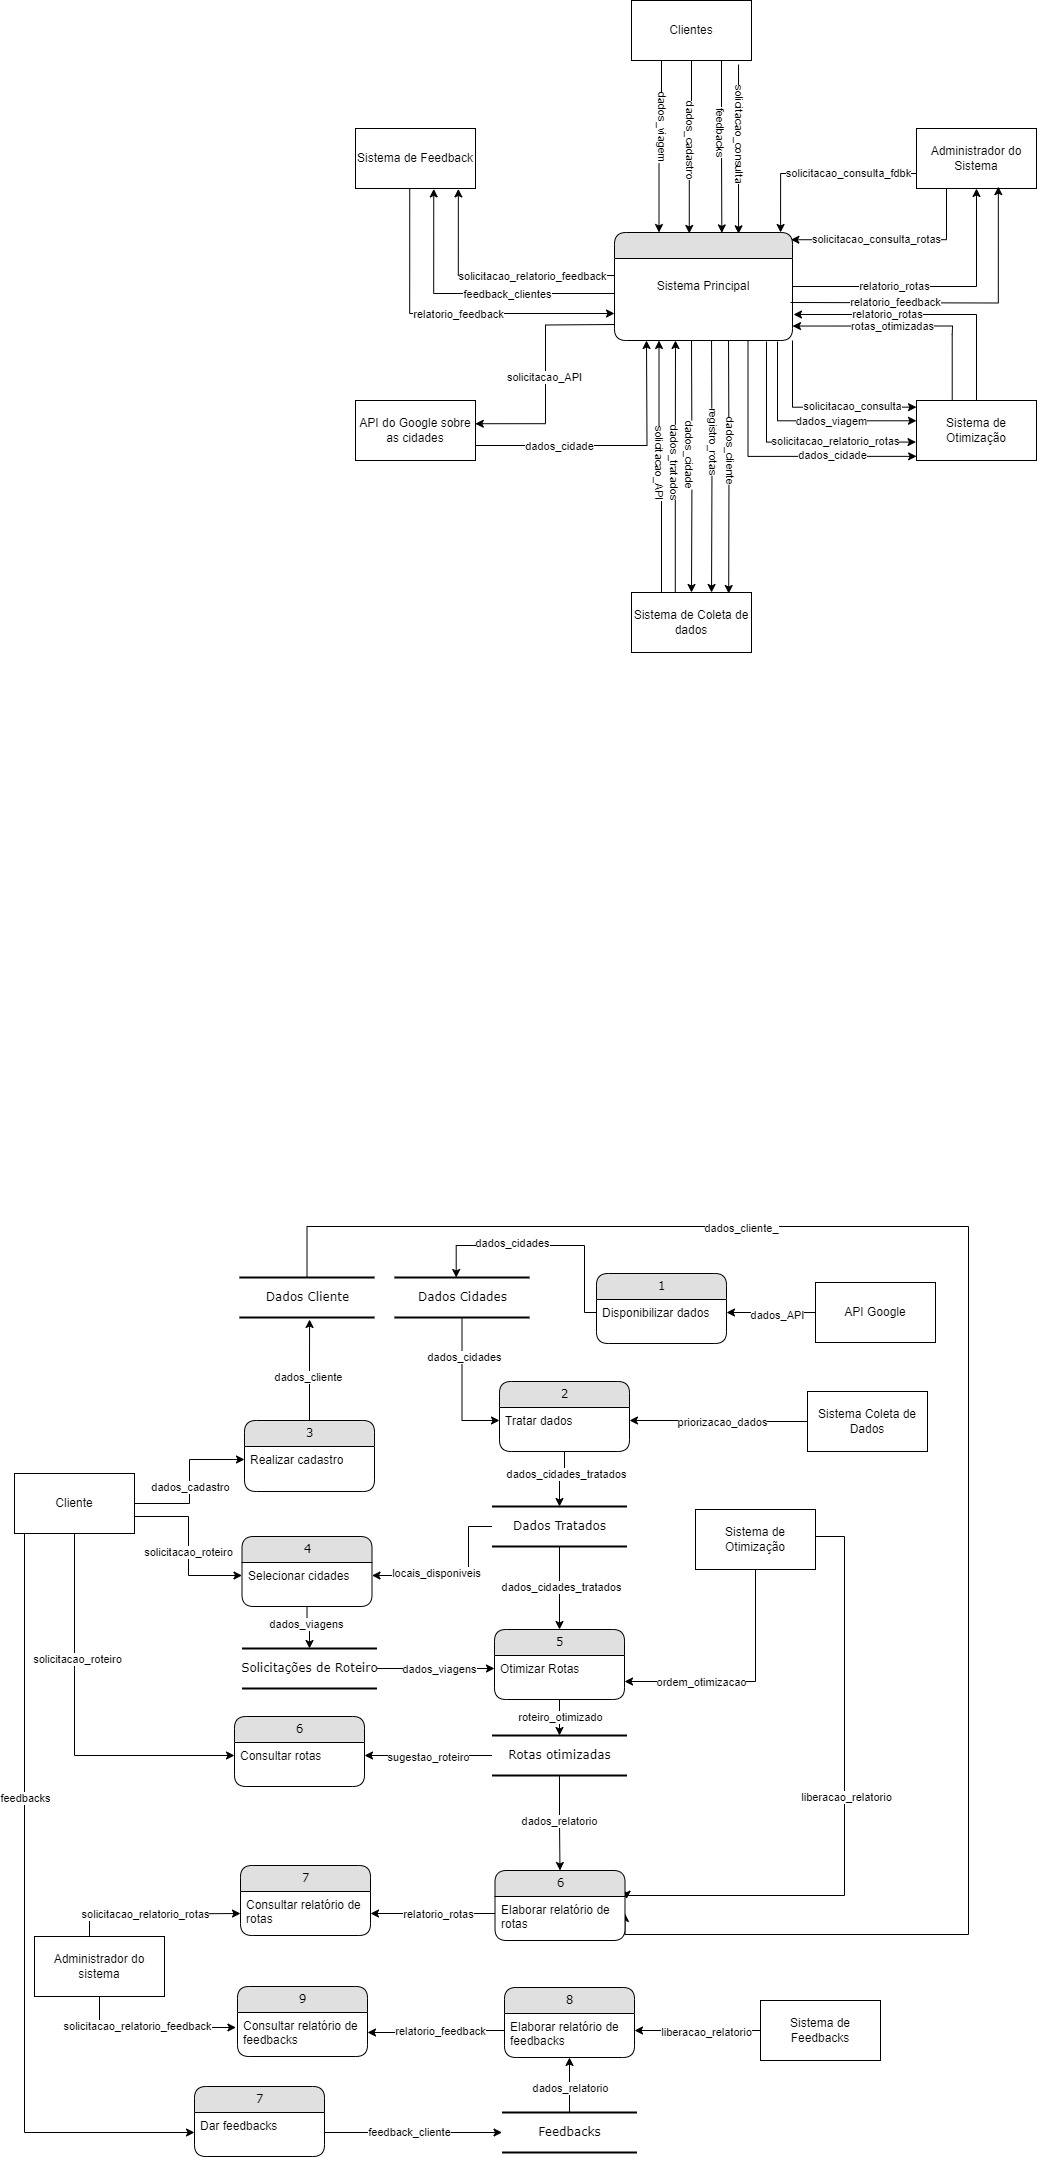 Clientes
dados_viagem
dados_cadastro
feedbacks
solicitacao_consulta
Sistema de Feedback
Administrador do
Sistema
solicitacao_consulta_fdbk
solicitacao_consulta_rotas
solicitacao_relatorio_feedback
feedback_clientes
relatorio_feedback
Sistema Principal
relatorio_rotas
relatorio_feedback
relatorio_rotas
rotas_otimizadas
solicitacao_API
API do Google sobre
as cidades
dados_cidade
solicitacao_API
dados_tratados
dados_cidade
registro_rotas
dados_cliente
solicitacao_consulta
dados_viagem
solicitacao_relatorio_rotas
dados_cidade
Sistema de
Otimização
Sistema de Coleta de
dados
dados_cliente_
dados_cidades
Dados Cliente
Dados Cidades
1
Disponibilizar dados
dados_API
API Google
dados_cidades
dados_cliente
2
Tratar dados
priorizacao_dados
Sistema Coleta de
Dados
3
Realizar cadastro
dados_cidades_tratados
dados_cadastro
Cliente
Dados Tratados
Sistema de
Otimização
solicitacao_roteiro
4
Selecionar cidades
locais_disponiveis
dados_cidades_tratados
dados_viagens
5
Otimizar Rotas
solicitacao_roteiro
Solicitações de Roteiro
dados_viagens
ordem_otimizacao
roteiro_otimizado
6
Consultar rotas
sugestao_roteiro
Rotas otimizadas
feedbacks
liberacao_relatorio
dados_relatorio
7
Consultar relatório de
rotas
solicitacao_relatorio_rotas
relatorio_rotas
6
Elaborar relatório de
rotas
Administrador do
sistema
solicitacao_relatorio_feedback
9
Consultar relatório de
feedbacks
relatorio_feedback
8
Elaborar relatório de
feedbacks
liberacao_relatorio
Sistema de
Feedbacks
dados_relatorio
7
Dar feedbacks
feedback_cliente
Feedbacks